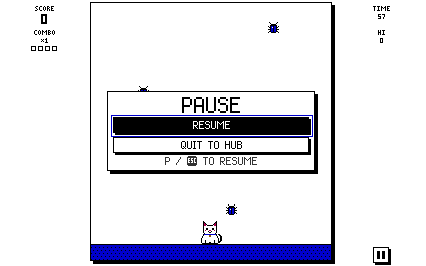 SCORE
0
COMBO
×1
TIME
57
HI
0
PAUSE
RESUME
QUIT TO HUB
P / ESC TO RESUME